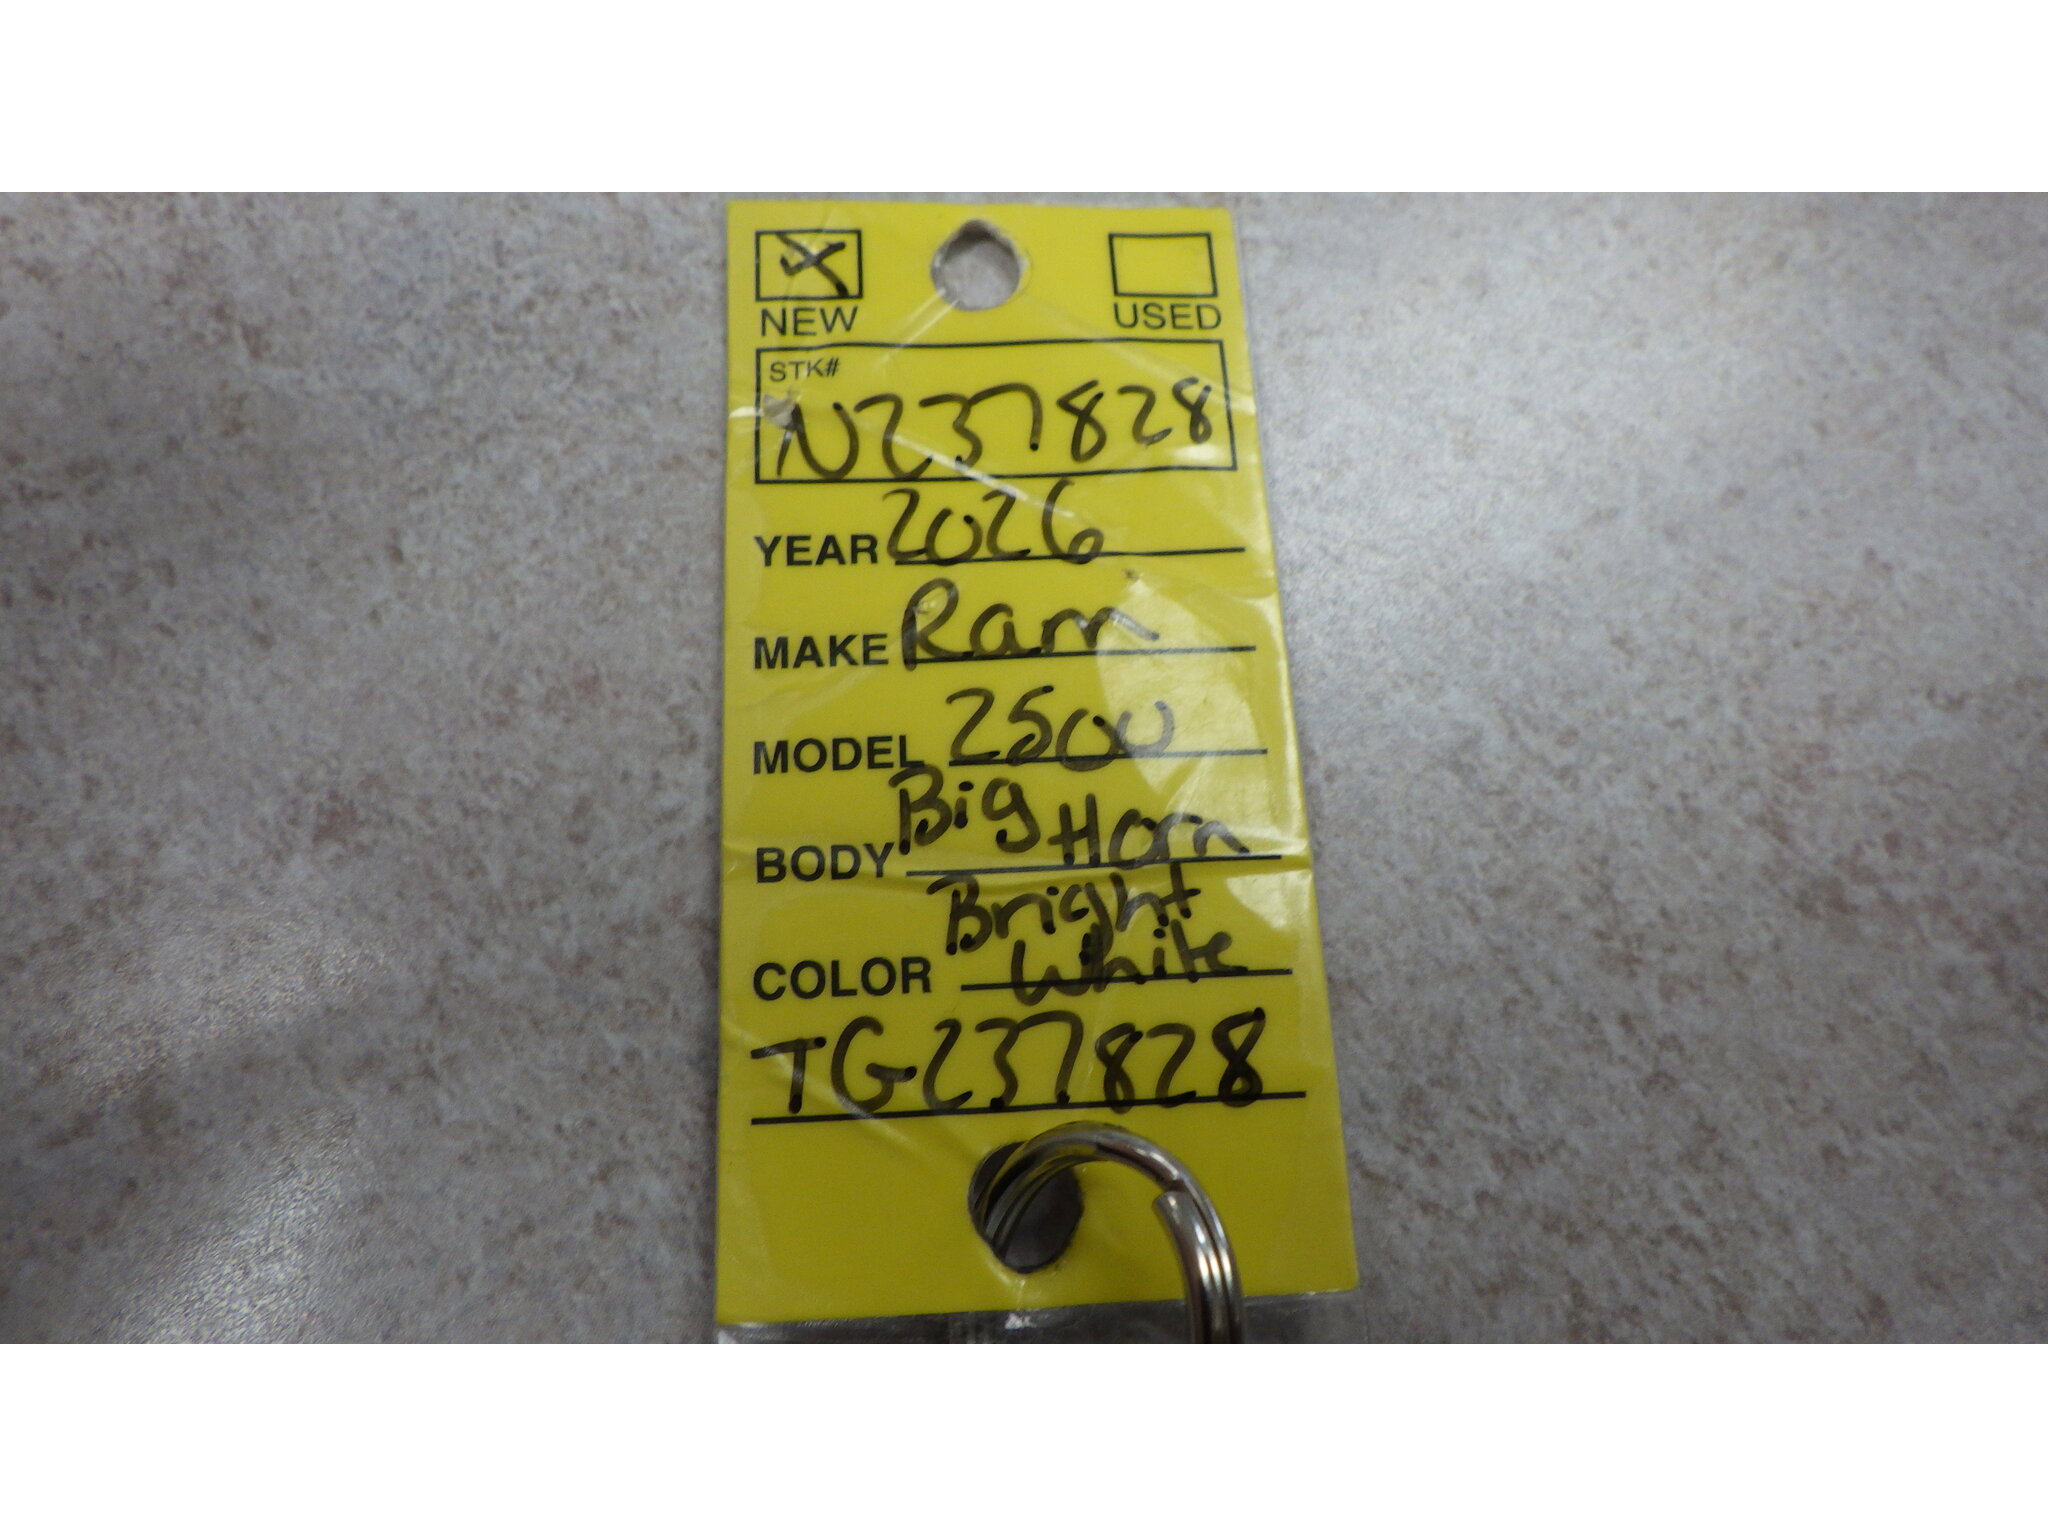 NEW USED
STK#
N237828
YEAR 2026
MAKE Ram
MODEL 2500
BODY Big Horn
Bright
COLOR White
TG237828